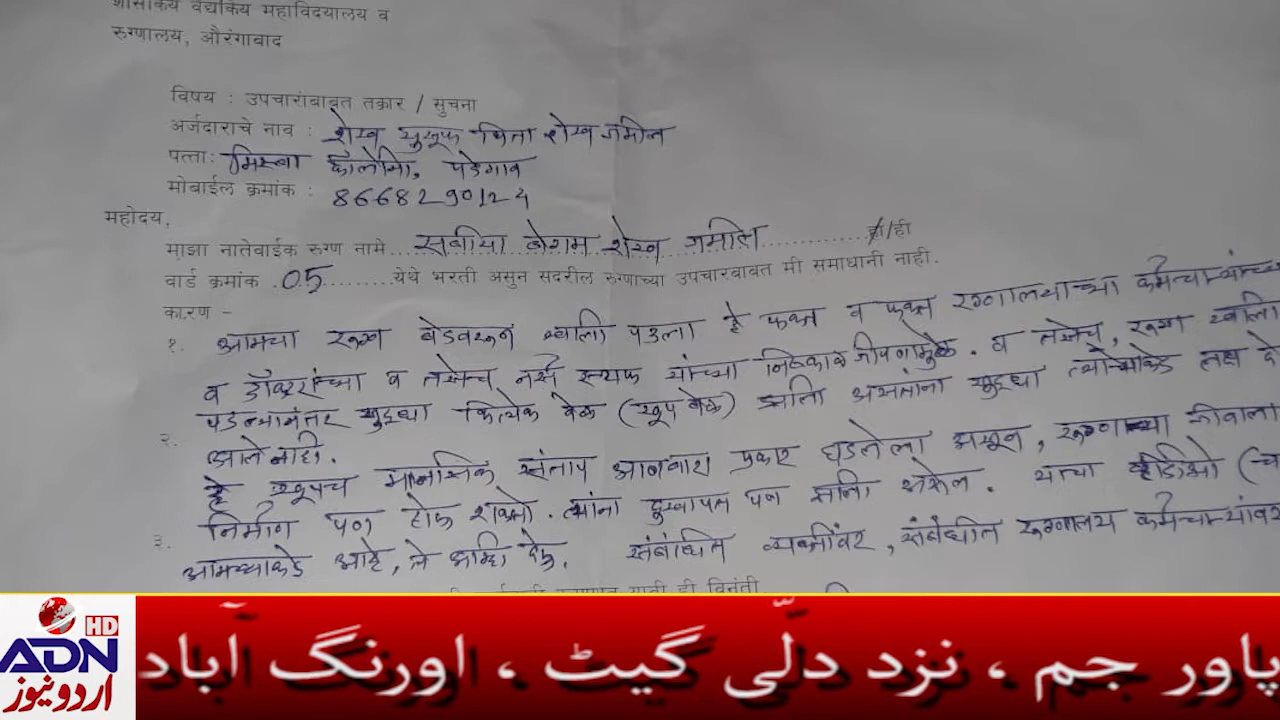 शासकीय वैद्यकिय महाविद्यालय व
रुग्णालय, औरंगाबाद
विषय : उपचारांबाबत तक्रार / सुचना
अर्जदाराचे नाव : शेख युसूफ पिता शेख जमील
पत्ता: मिस्बा कॉलनी, पडेगाव
मोबाईल क्रमांक :
महोदय,
माझा नातेवाईक रुग्ण नामे... सबीया बेगम शेख जमील ............ हा/ही
वार्ड क्रमांक .05.........येथे भरती असुन सदरील रुग्णाच्या उपचाराबाबत मी समाधानी नाही.
कारण -
१. आमचा रूग्ण बेडवरून खाली पडला हे फक्त व फक्त रुग्णालयाच्या कर्मचाऱ्यांच्या
व डॉक्टरांच्या व तसेच नर्स स्टाफ यांच्या निष्काळजीपणामुळे. व तसेच, रूग्ण खाली
पडल्यानंतर सुद्धा कित्येक वेळ (खूप वेळ) झाला असतांना सुद्धा त्यांच्याकडे लक्ष दे
आले नाही.
२. हे खूपच मानसिक संताप आणणारा प्रकार घडलेला असून, रूग्णाच्या जीवाला
निर्माण पण होऊ शकतो. त्यांना दुखापत पण झाली असेल. याचा व्हीडिओ (च
३. आमच्याकडे आहे, ते आम्ही देऊ. संबंधित व्यक्तींवर, संबंधित रूग्णालय कर्मचाऱ्यांवर
ही विनंती
HD
ADN
اردو نیوز
پاور جم ، نزد دلّی گیٹ ، اورنگ آباد